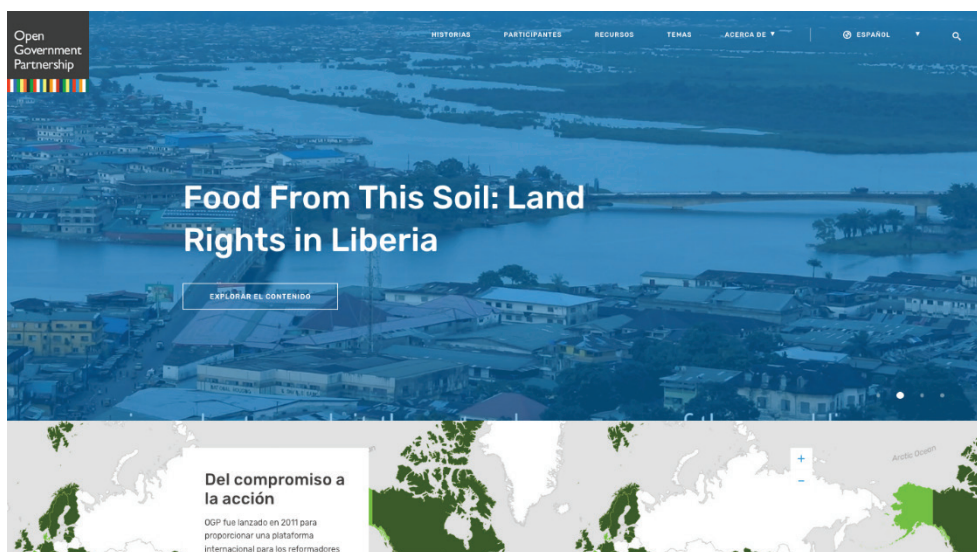 Open
Government
Partnership
HISTORIAS PARTICIPANTES RECURSOS TEMAS ACERCA DE ESPAÑOL
Food From This Soil: Land
Rights in Liberia
EXPLORAR EL CONTENIDO
Del compromiso a
la acción
OGP fue lanzado en 2011 para
proporcionar una plataforma
internacional para los reformadores
+
−
Arctic Ocean